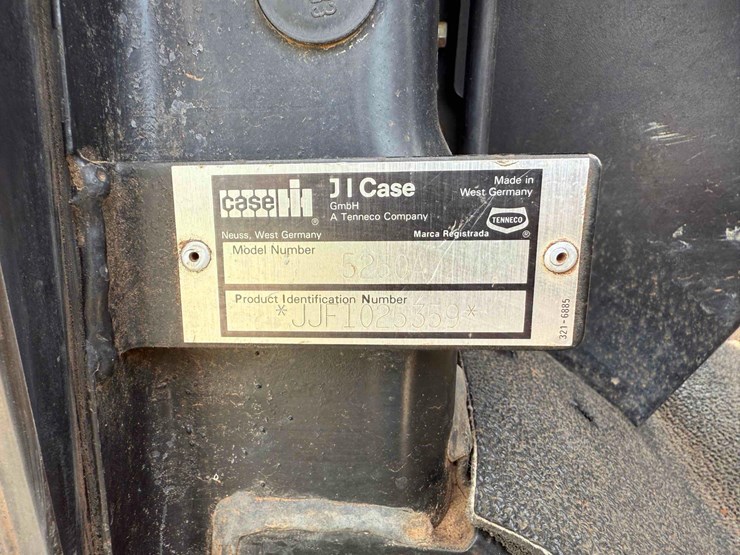 case IH ®
J I Case
GmbH
A Tenneco Company
Made in
West Germany
TENNECO
®
Neuss, West Germany
Marca Registrada
Model Number
Product Identification Number
321-6885